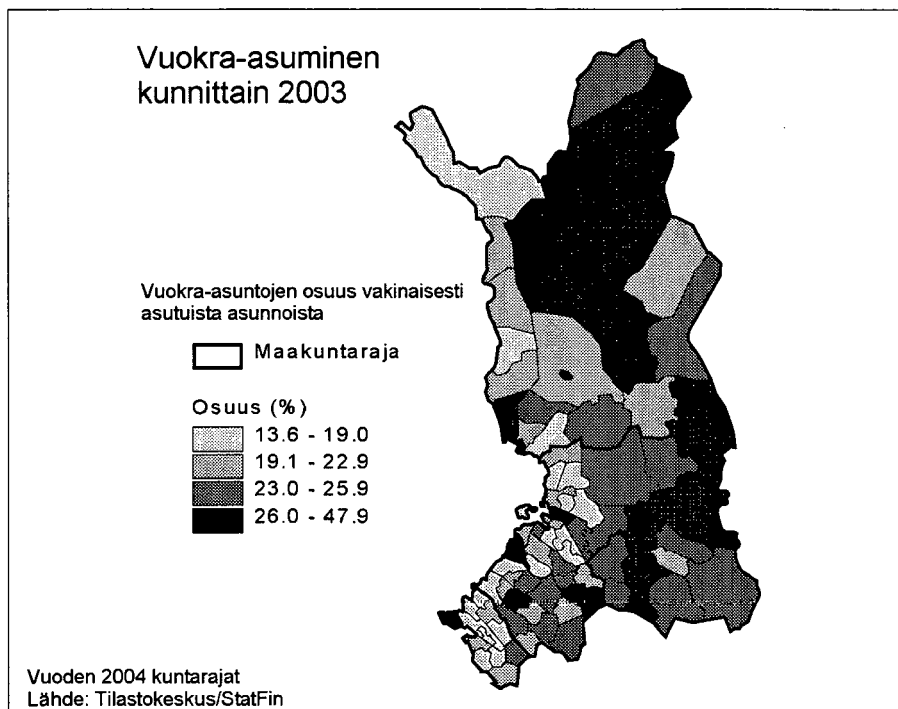 Vuokra-asuminen
kunnittain 2003
Vuokra-asuntojen osuus vakinaisesti
asutuista asunnoista
Maakuntaraja
Osuus (%)
13.6 - 19.0
19.1 - 22.9
23.0 - 25.9
26.0 - 47.9
Vuoden 2004 kuntarajat
Lähde: Tilastokeskus/StatFin